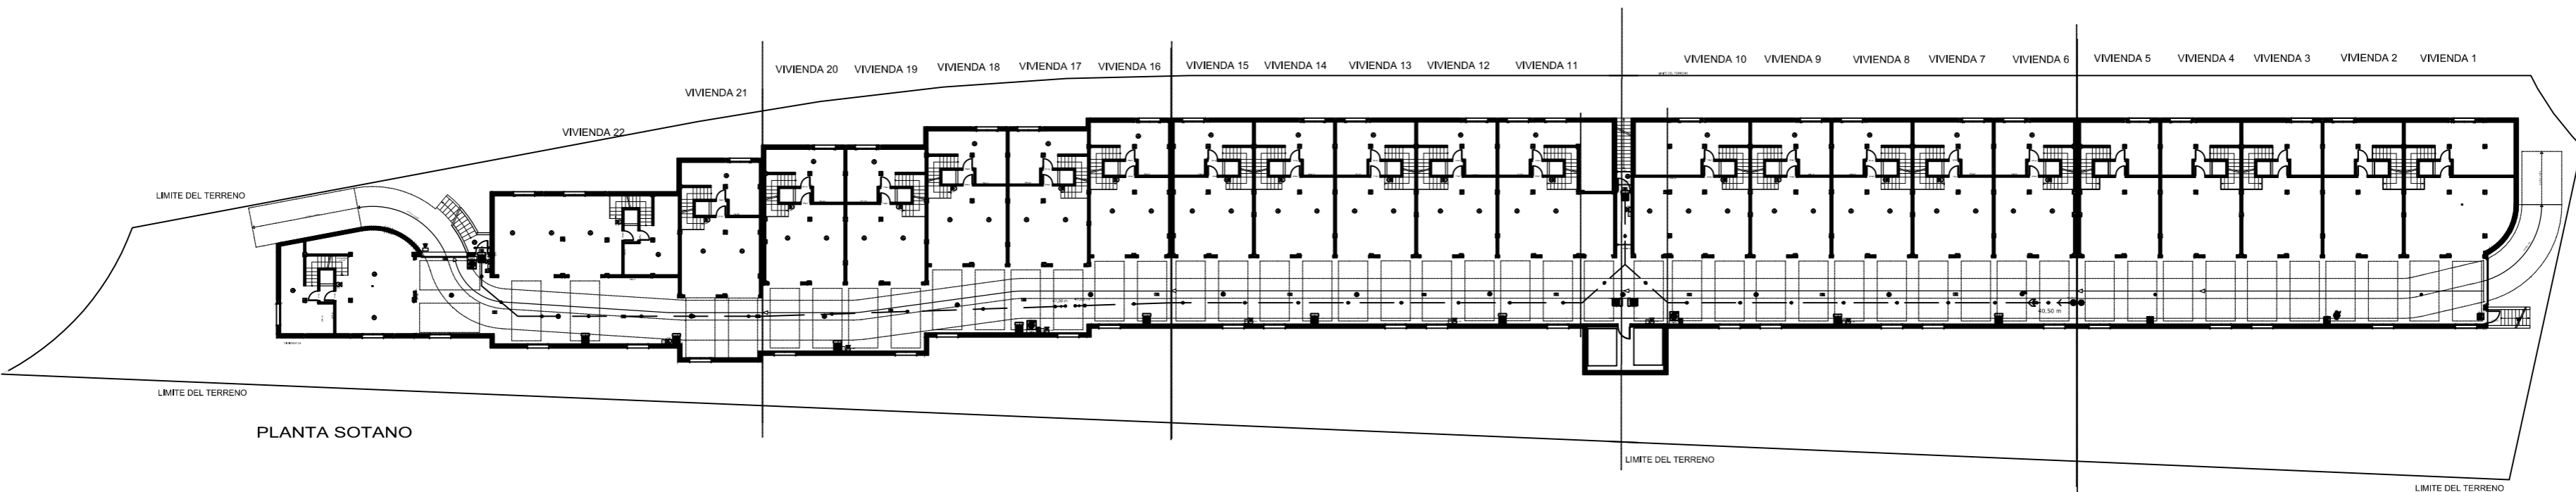 VIVIENDA 22
VIVIENDA 21
VIVIENDA 20
VIVIENDA 19
VIVIENDA 18
VIVIENDA 17
VIVIENDA 16
VIVIENDA 15
VIVIENDA 14
VIVIENDA 13
VIVIENDA 12
VIVIENDA 11
VIVIENDA 10
VIVIENDA 9
VIVIENDA 8
VIVIENDA 7
VIVIENDA 6
VIVIENDA 5
VIVIENDA 4
VIVIENDA 3
VIVIENDA 2
VIVIENDA 1
LIMITE DEL TERRENO
40,50 m
LIMITE DEL TERRENO
PLANTA SOTANO
LIMITE DEL TERRENO
LIMITE DEL TERRENO